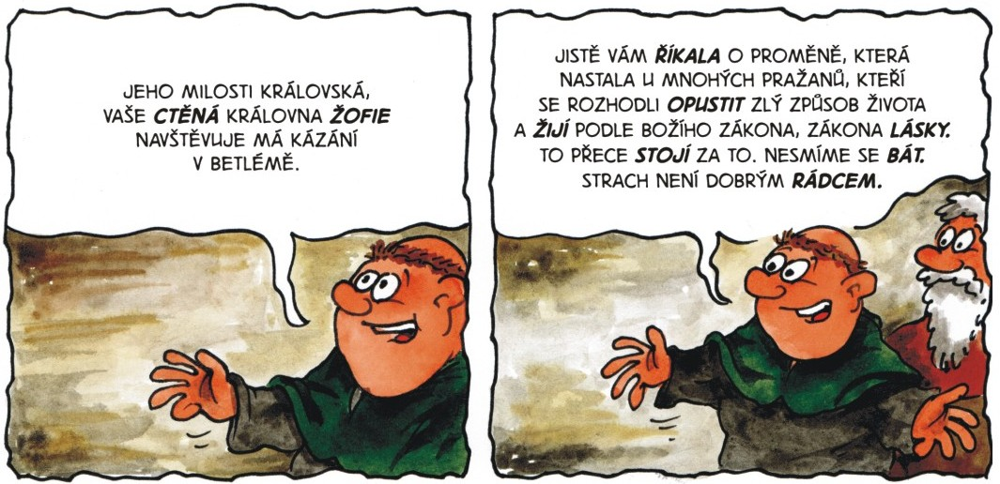 JEHO MILOSTI KRÁLOVSKÁ,
VAŠE CTĚNÁ KRÁLOVNA ŽOFIE
NAVŠTĚVUJE MÁ KÁZÁNÍ
V BETLÉMĚ.
JISTĚ VÁM ŘÍKALA O PROMĚNĚ, KTERÁ
NASTALA U MNOHÝCH PRAŽANŮ, KTEŘÍ
SE ROZHODLI OPUSTIT ZLÝ ZPŮSOB ŽIVOTA
A ŽIJÍ PODLE BOŽÍHO ZÁKONA, ZÁKONA LÁSKY.
TO PŘECE STOJÍ ZA TO. NESMÍME SE BÁT.
STRACH NENÍ DOBRÝM RÁDCEM.